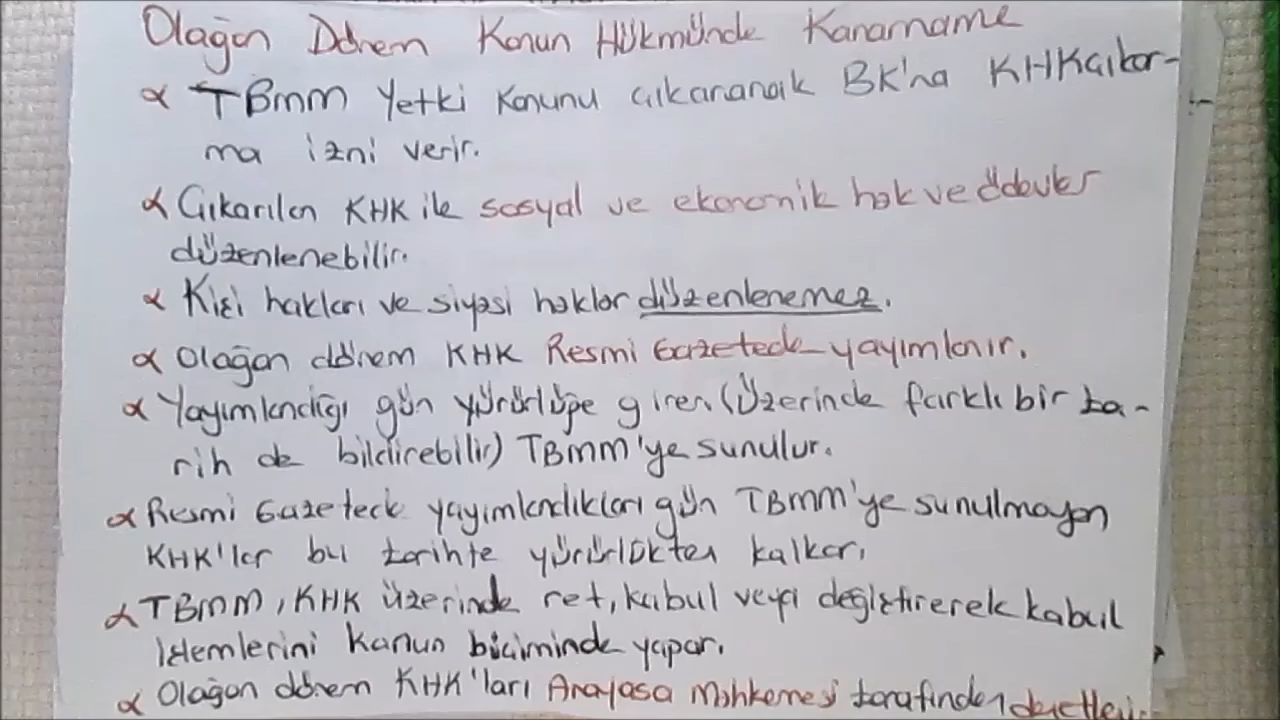 Olağan Dönem Kanun Hükmünde Kararname
α TBMM Yetki Kanunu çıkararak BK'na KHKçıkar-
ma izni verir.
α Çıkarılan KHK ile sosyal ve ekonomik hak ve ödevler
düzenlenebilir.
α Kişi hakları ve siyasi haklar düzenlenemez.
α Olağan dönem KHK Resmi Gazetede yayımlanır.
α Yayımlandığı gün yürürlüğe girer. (Üzerinde farklı bir ta-
rih de bildirebilir) TBMM'ye sunulur.
α Resmi Gazetede yayımlandıkları gün TBMM'ye sunulmayan
KHK'lar bu tarihte yürürlükten kalkar.
α TBMM, KHK üzerinde ret, kabul veya değiştirerek kabul
işlemlerini kanun biçiminde yapar.
α Olağan dönem KHK'ları Anayasa Mahkemesi tarafından